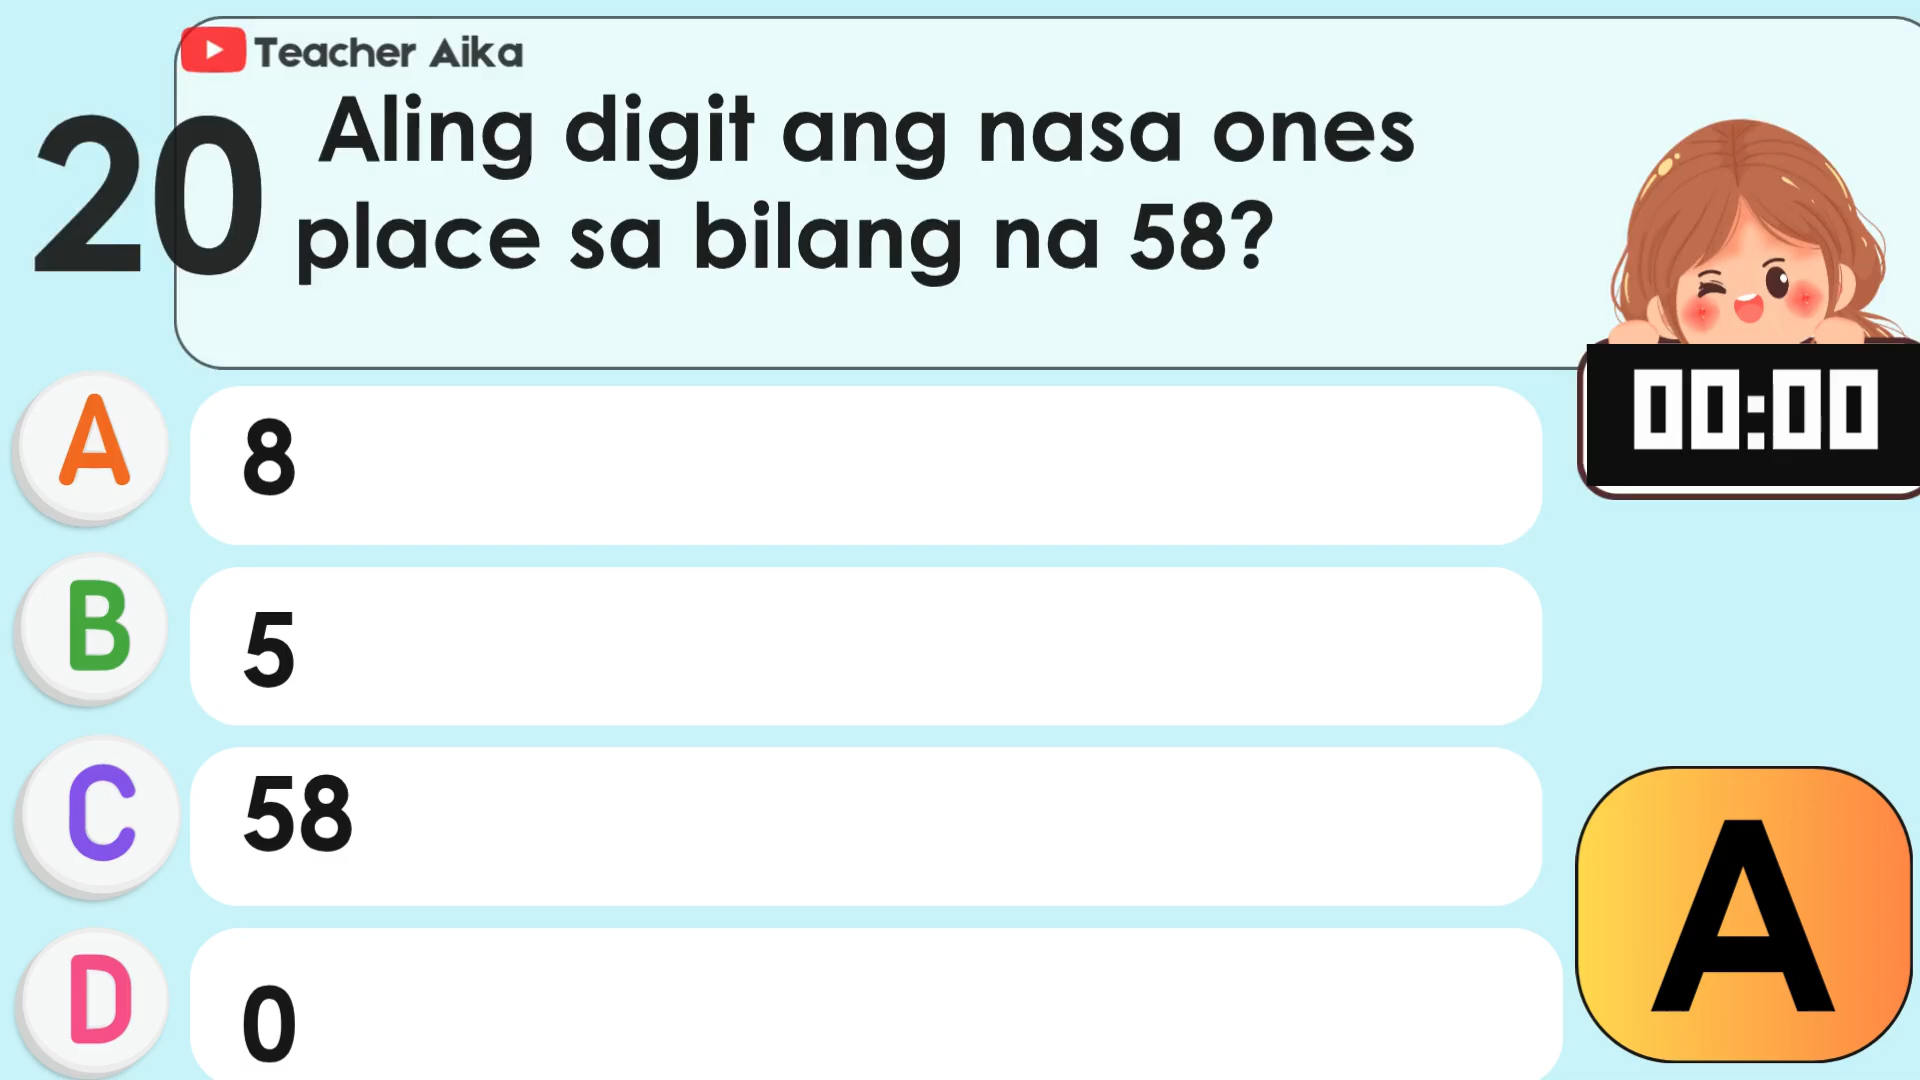 Teacher Aika
20
Aling digit ang nasa ones
place sa bilang na 58?
00:00
A
8
B
5
C
58
D
0
A